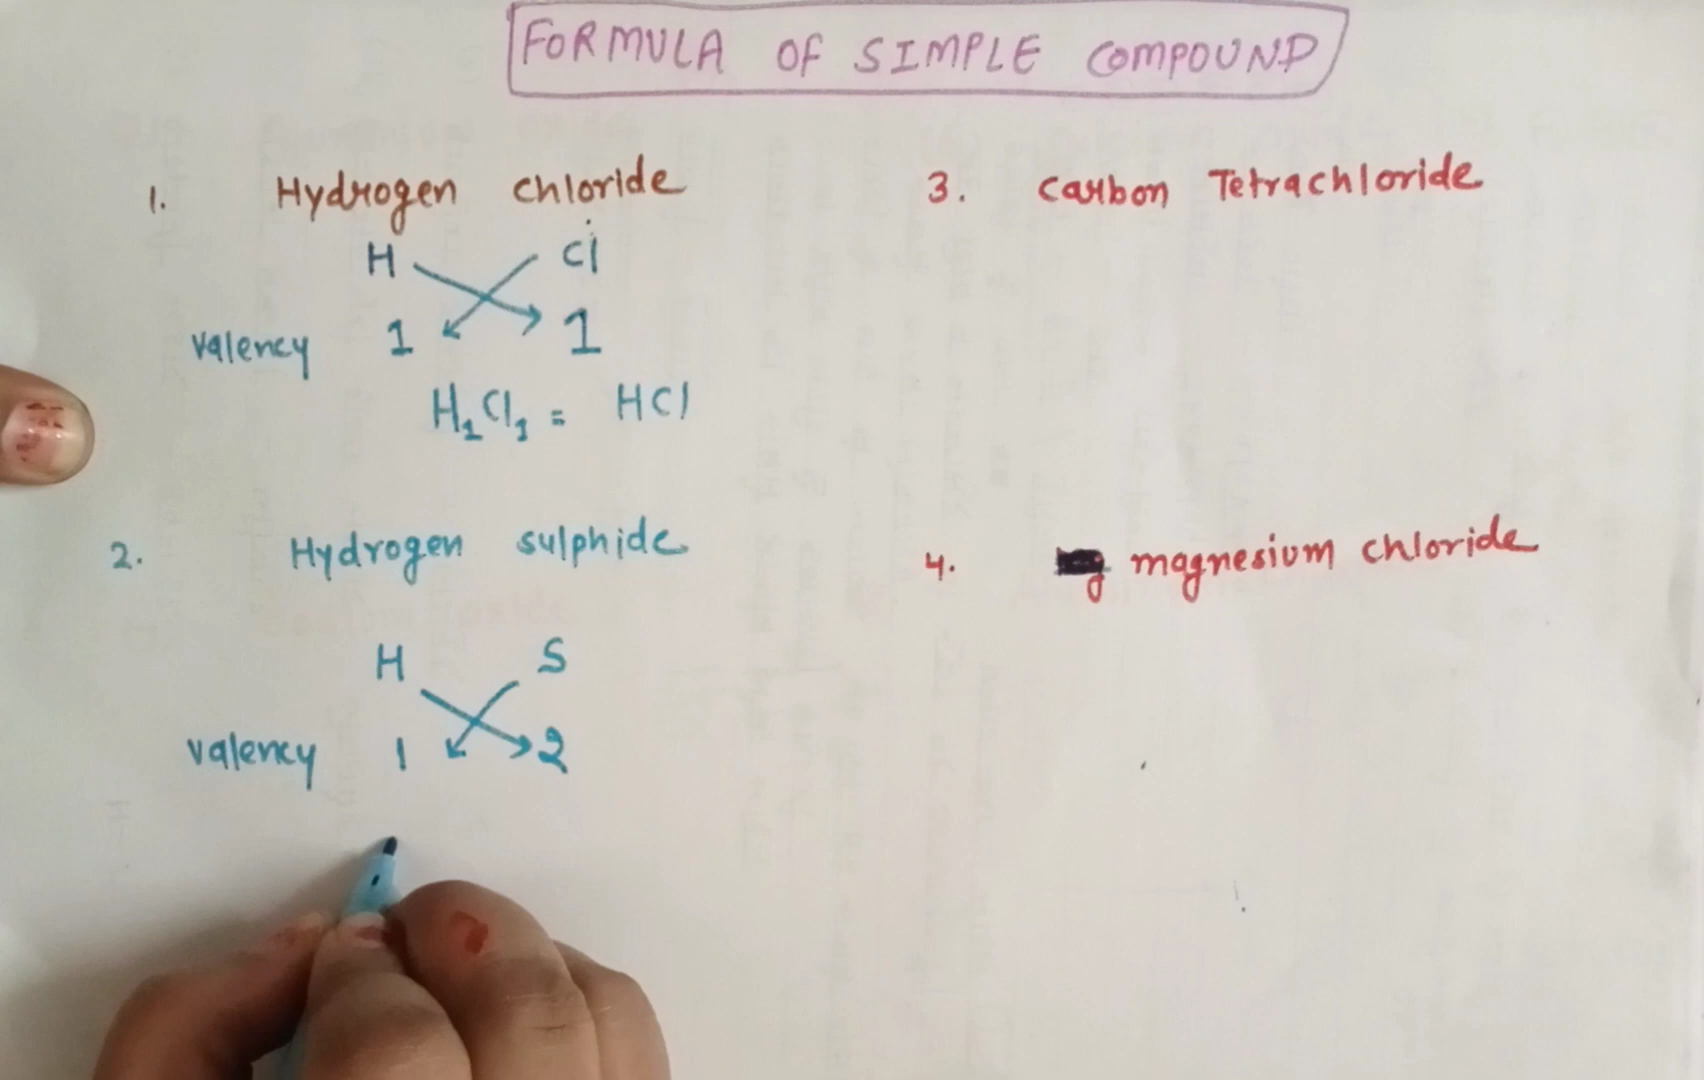 FORMULA OF SIMPLE COMPOUND
1. Hydrogen chloride
H Cl
valency 1 1
H₁Cl₁ = HCl
2. Hydrogen sulphide
H S
valency 1 2
3. Carbon Tetrachloride
4. magnesium chloride